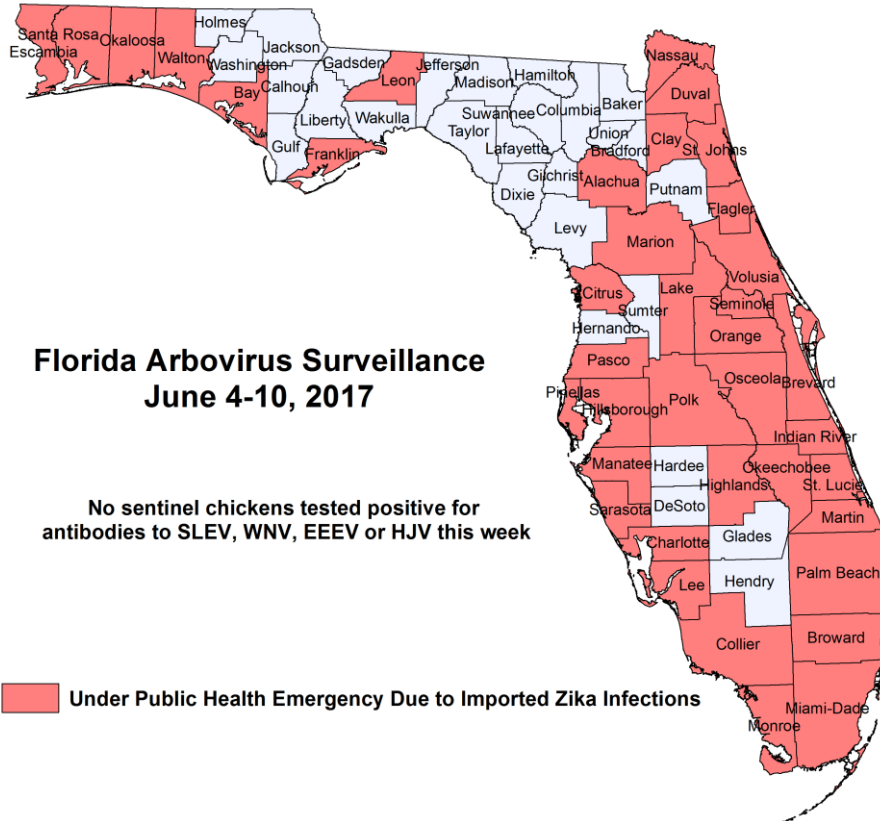 Holmes
Santa Rosa
Okaloosa
Escambia
Walton
Washington
Jackson
Bay
Calhoun
Gadsden
Leon
Jefferson
Madison
Hamilton
Liberty
Wakulla
Gulf
Franklin
Taylor
Suwannee
Columbia
Baker
Lafayette
Union
Bradford
Nassau
Duval
Clay
St. Johns
Gilchrist
Alachua
Putnam
Dixie
Flagler
Levy
Marion
Volusia
Citrus
Lake
Sumter
Seminole
Hernando
Orange
Pasco
Florida Arbovirus Surveillance
June 4-10, 2017
Osceola
Brevard
Pinellas
Hillsborough
Polk
Indian River
Manatee
Hardee
Okeechobee
Highlands
St. Lucie
Sarasota
DeSoto
Martin
No sentinel chickens tested positive for
antibodies to SLEV, WNV, EEEV or HJV this week
Charlotte
Glades
Lee
Hendry
Palm Beach
Collier
Broward
Under Public Health Emergency Due to Imported Zika Infections
Miami-Dade
Monroe